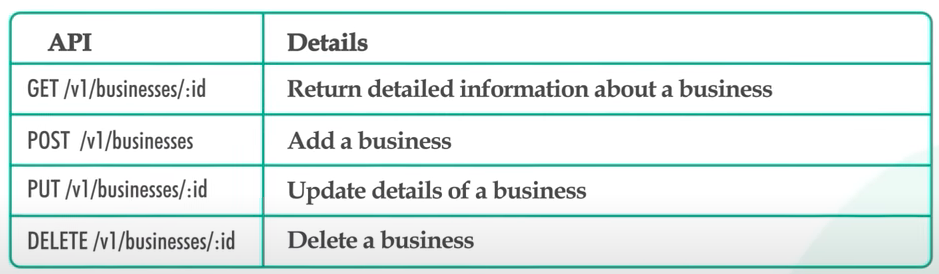 API Details
GET /v1/businesses/:id Return detailed information about a business
POST /v1/businesses Add a business
PUT /v1/businesses/:id Update details of a business
DELETE /v1/businesses/:id Delete a business